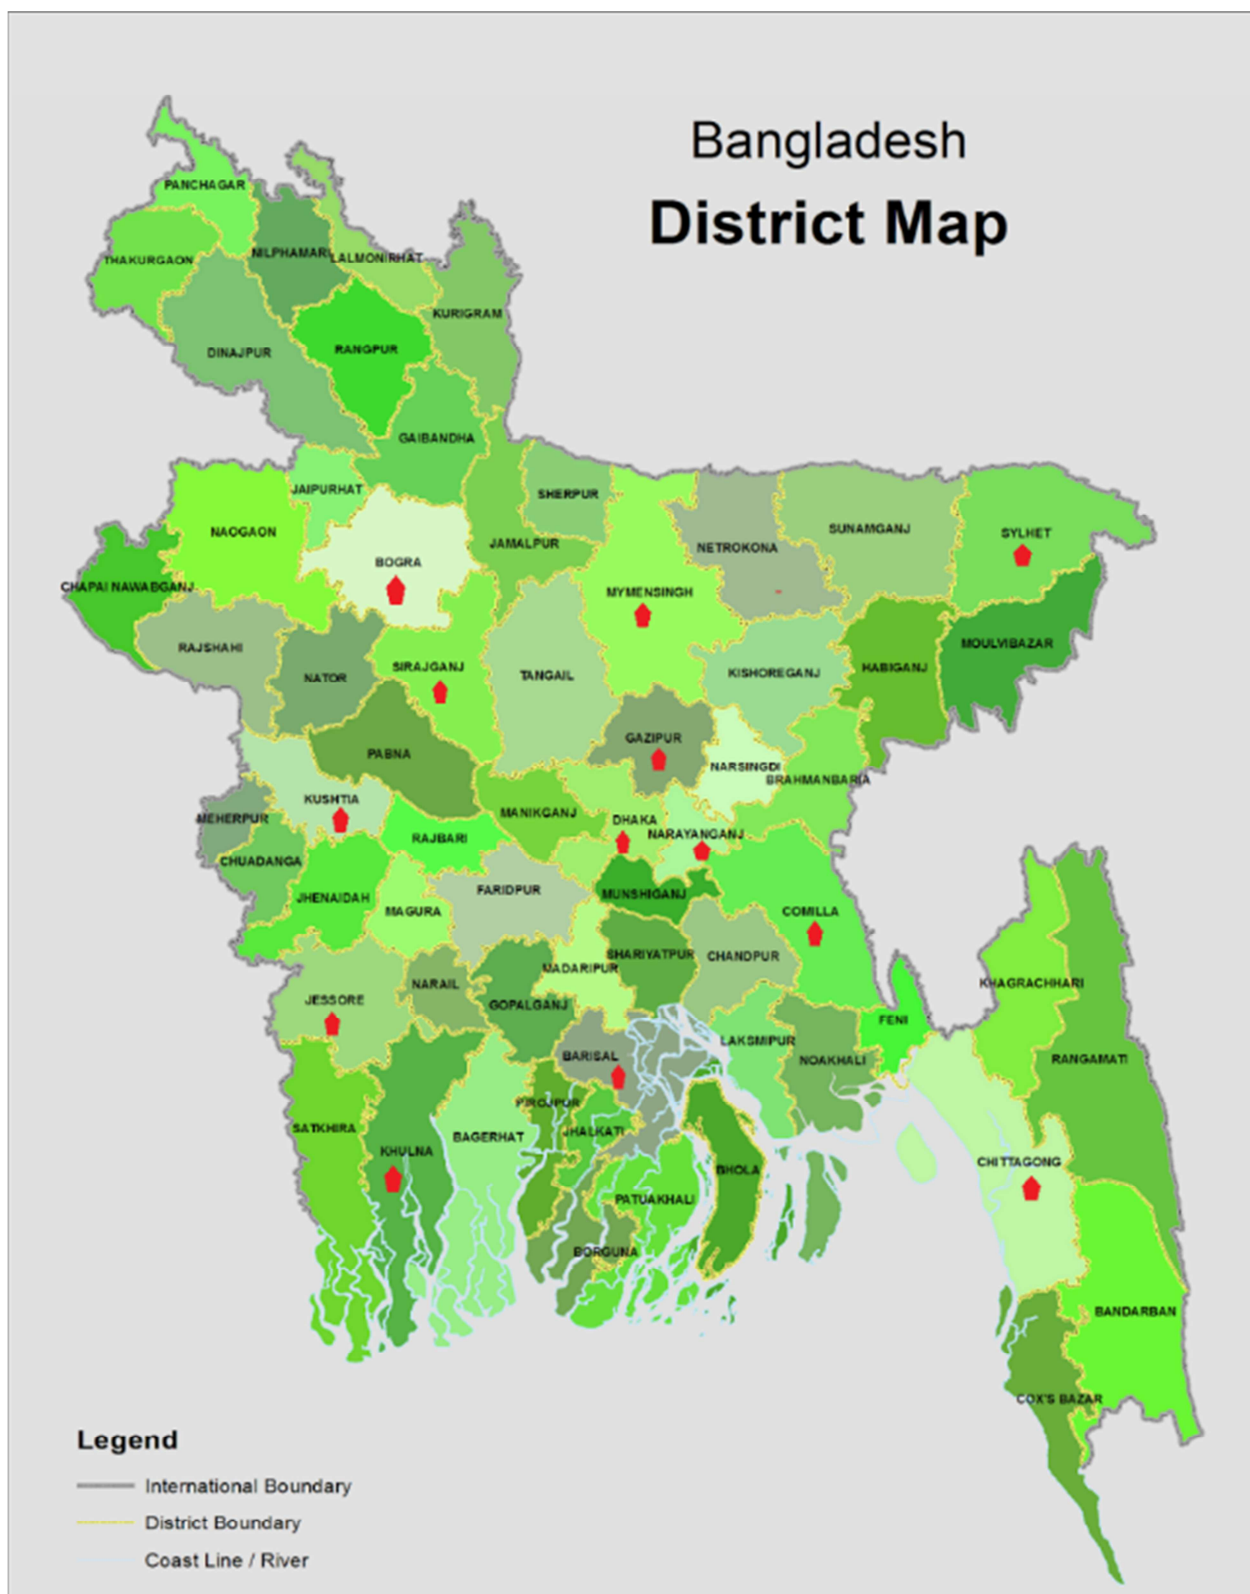 Bangladesh
District Map
PANCHAGAR
THAKURGAON
NILPHAMARI
LALMONIRHAT
KURIGRAM
DINAJPUR
RANGPUR
GAIBANDHA
JAIPURHAT
SHERPUR
NAOGAON
SUNAMGANJ
SYLHET
JAMALPUR
NETROKONA
BOGRA
CHAPAI NAWABGANJ
MYMENSINGH
RAJSHAHI
MOULVIBAZAR
SIRAJGANJ
HABIGANJ
NATOR
TANGAIL
KISHOREGANJ
GAZIPUR
PABNA
NARSINGDI
BRAHMANBARIA
KUSHTIA
MEHERPUR
MANIKGANJ
DHAKA
NARAYANGANJ
RAJBARI
CHUADANGA
JHENAIDAH
FARIDPUR
MUNSHIGANJ
MAGURA
COMILLA
SHARIYATPUR
CHANDPUR
MADARIPUR
NARAIL
KHAGRACHHARI
JESSORE
GOPALGANJ
FENI
LAKSMIPUR
BARISAL
NOAKHALI
RANGAMATI
PIROJPUR
SATKHIRA
JHALKATI
BAGERHAT
KHULNA
CHITTAGONG
BHOLA
PATUAKHALI
BORGUNA
BANDARBAN
COX'S BAZAR
Legend
International Boundary
District Boundary
Coast Line / River